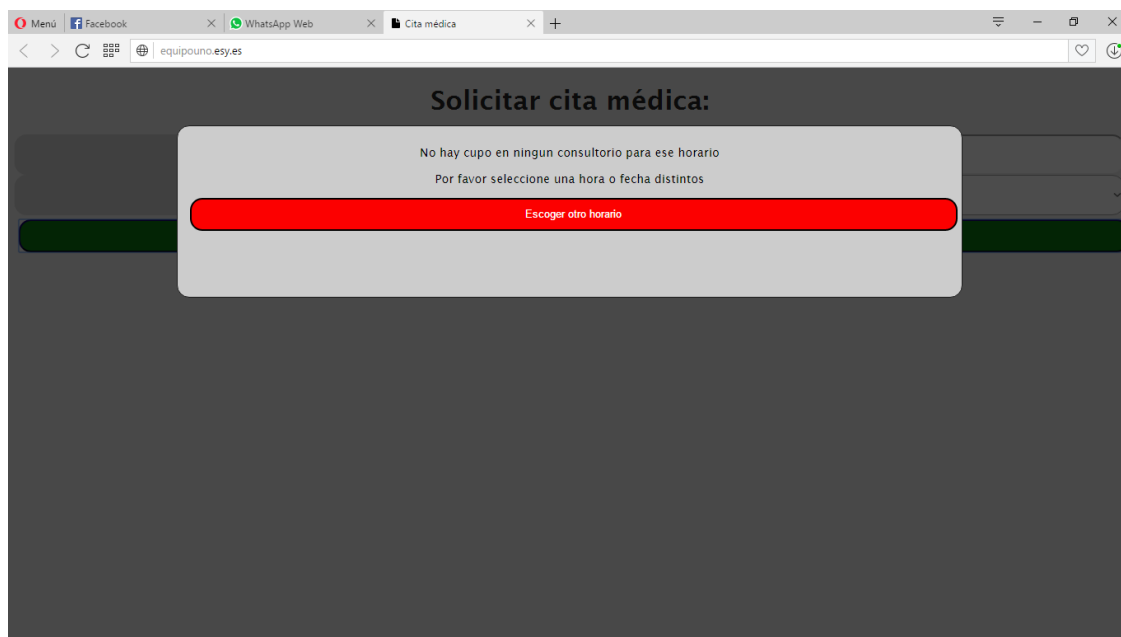 Menú
Facebook
WhatsApp Web
Cita médica
equipouno.esy.es
Solicitar cita médica:
No hay cupo en ningun consultorio para ese horario
Por favor seleccione una hora o fecha distintos
Escoger otro horario